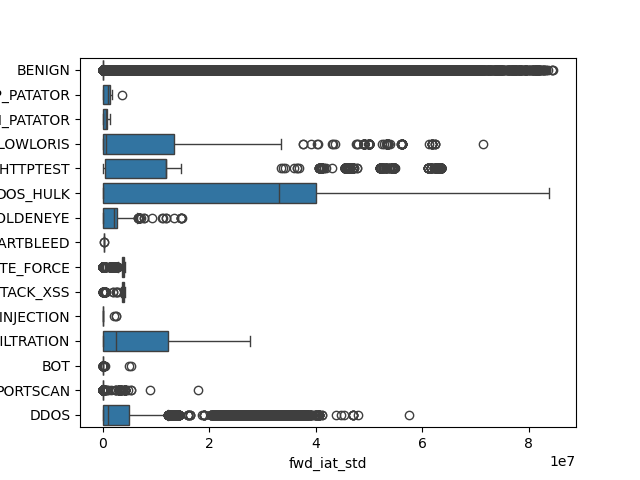 BENIGN
P_PATATOR
H_PATATOR
LOWLORIS
HTTPTEST
DOS_HULK
OLDENEYE
ARTBLEED
TE_FORCE
TACK_XSS
INJECTION
ILTRATION
BOT
PORTSCAN
DDOS
0 2 4 6 8
1e7
fwd_iat_std